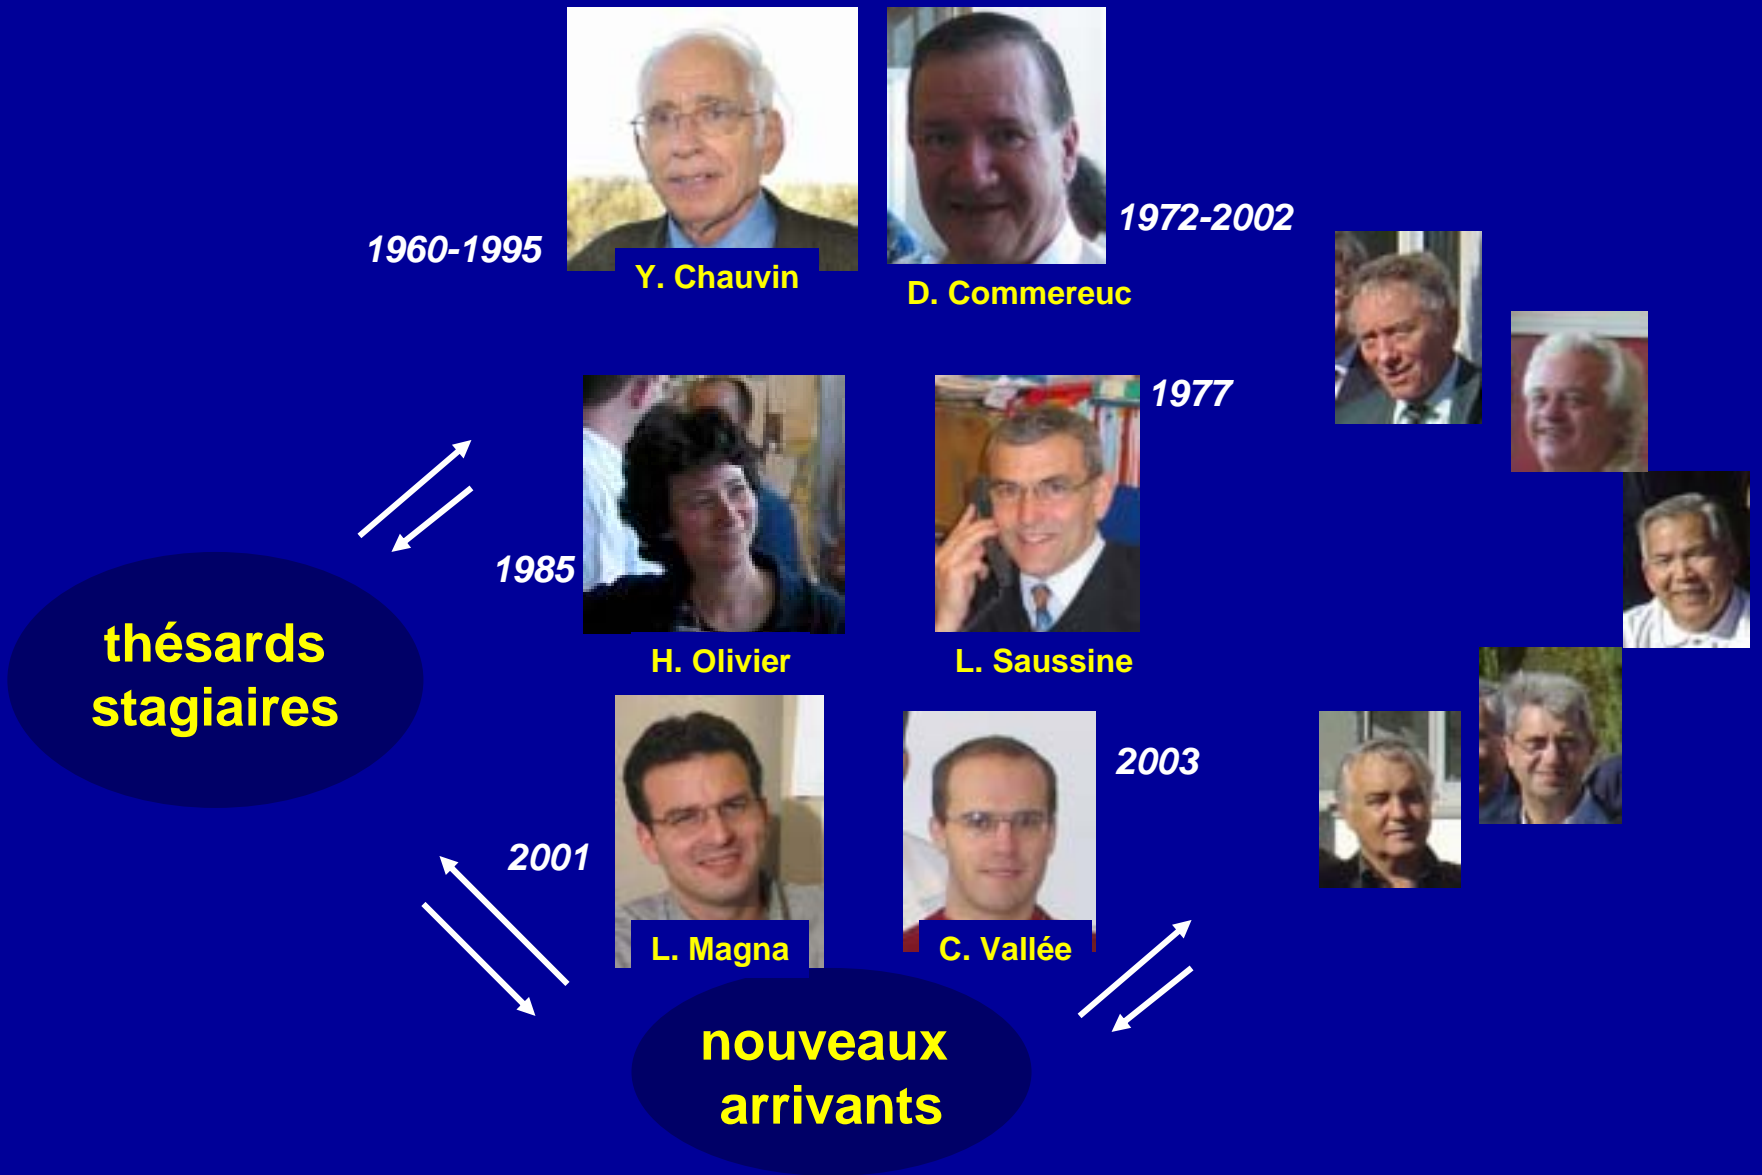 1960-1995
Y. Chauvin
1972-2002
D. Commereuc
1985
H. Olivier
1977
L. Saussine
thésards
stagiaires
2001
L. Magna
2003
C. Vallée
nouveaux
arrivants